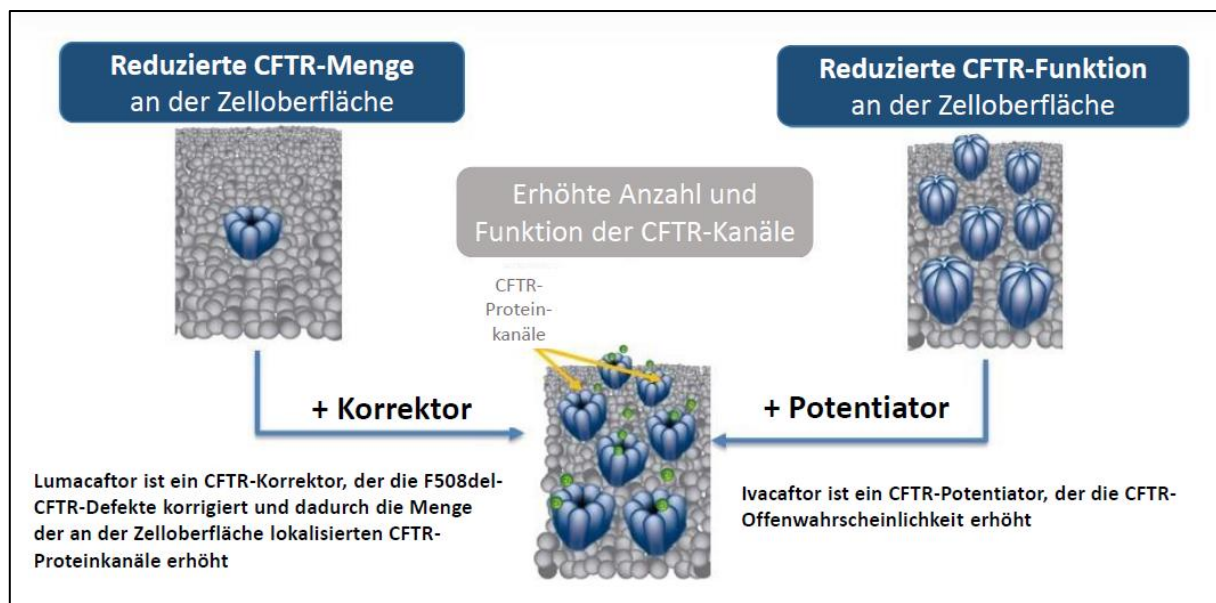 Reduzierte CFTR-Menge
an der Zelloberfläche
Reduzierte CFTR-Funktion
an der Zelloberfläche
Erhöhte Anzahl und
Funktion der CFTR-Kanäle
CFTR-
Protein-
kanäle
+ Korrektor
+ Potentiator
Lumacaftor ist ein CFTR-Korrektor, der die F508del-
CFTR-Defekte korrigiert und dadurch die Menge
der an der Zelloberfläche lokalisierten CFTR-
Proteinkanäle erhöht
Ivacaftor ist ein CFTR-Potentiator, der die CFTR-
Offenwahrscheinlichkeit erhöht